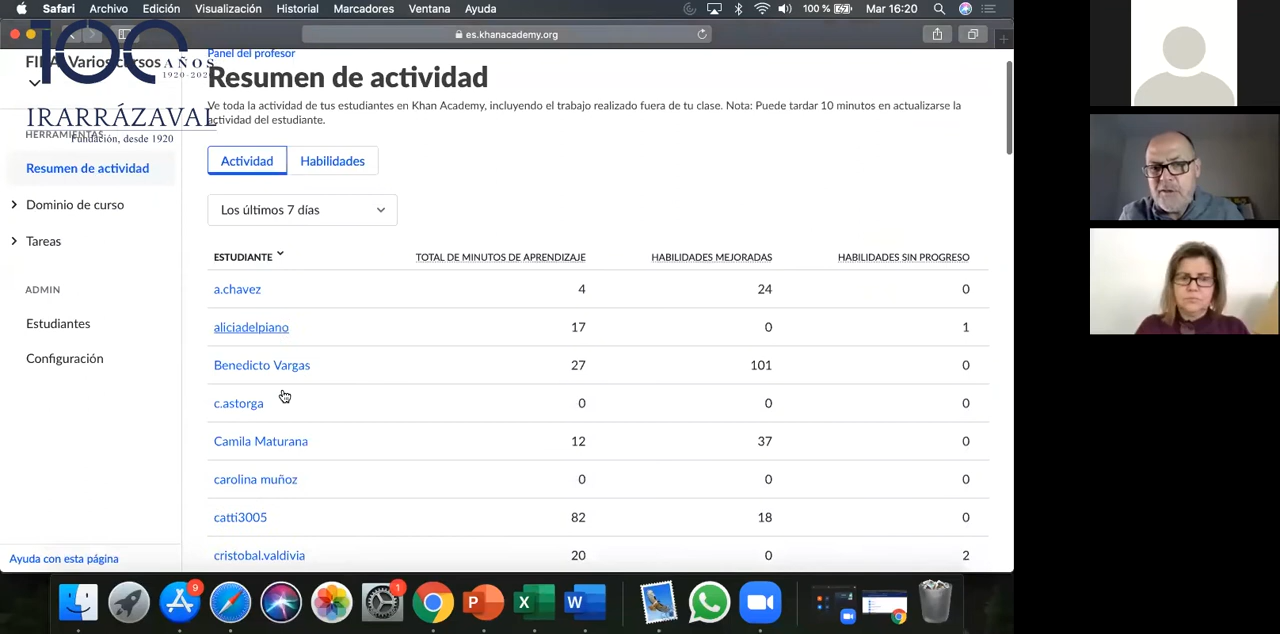 Safari Archivo Edición Visualización Historial Marcadores Ventana Ayuda 100 % Mar 16:20
es.khanacademy.org
100 AÑOS
1920-202
IRARRÁZAVAL
Fundación, desde 1920
Varios cursos
HERRAMIENTAS
Resumen de actividad
Dominio de curso
Tareas
ADMIN
Estudiantes
Configuración
Ayuda con esta página
Panel del profesor
Resumen de actividad
Ve toda la actividad de tus estudiantes en Khan Academy, incluyendo el trabajo realizado fuera de tu clase. Nota: Puede tardar 10 minutos en actualizarse la
actividad del estudiante.
Actividad Habilidades
Los últimos 7 días
ESTUDIANTE TOTAL DE MINUTOS DE APRENDIZAJE HABILIDADES MEJORADAS HABILIDADES SIN PROGRESO
a.chavez 4 24 0
aliciadelpiano 17 0 1
Benedicto Vargas 27 101 0
c.astorga 0 0 0
Camila Maturana 12 37 0
carolina muñoz 0 0 0
catti3005 82 18 0
cristobal.valdivia 20 0 2
9 1 P X W